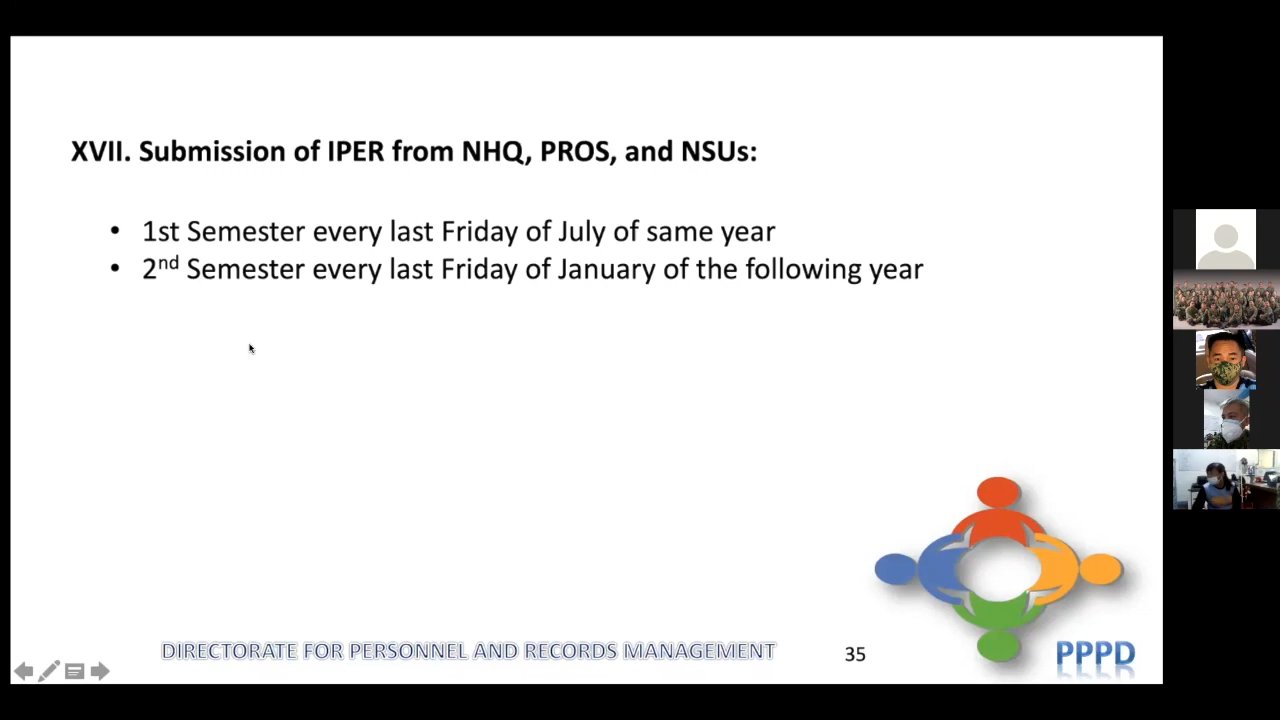 XVII. Submission of IPER from NHQ, PROS, and NSUs:
• 1st Semester every last Friday of July of same year
• 2nd Semester every last Friday of January of the following year
DIRECTORATE FOR PERSONNEL AND RECORDS MANAGEMENT
35
PPPD